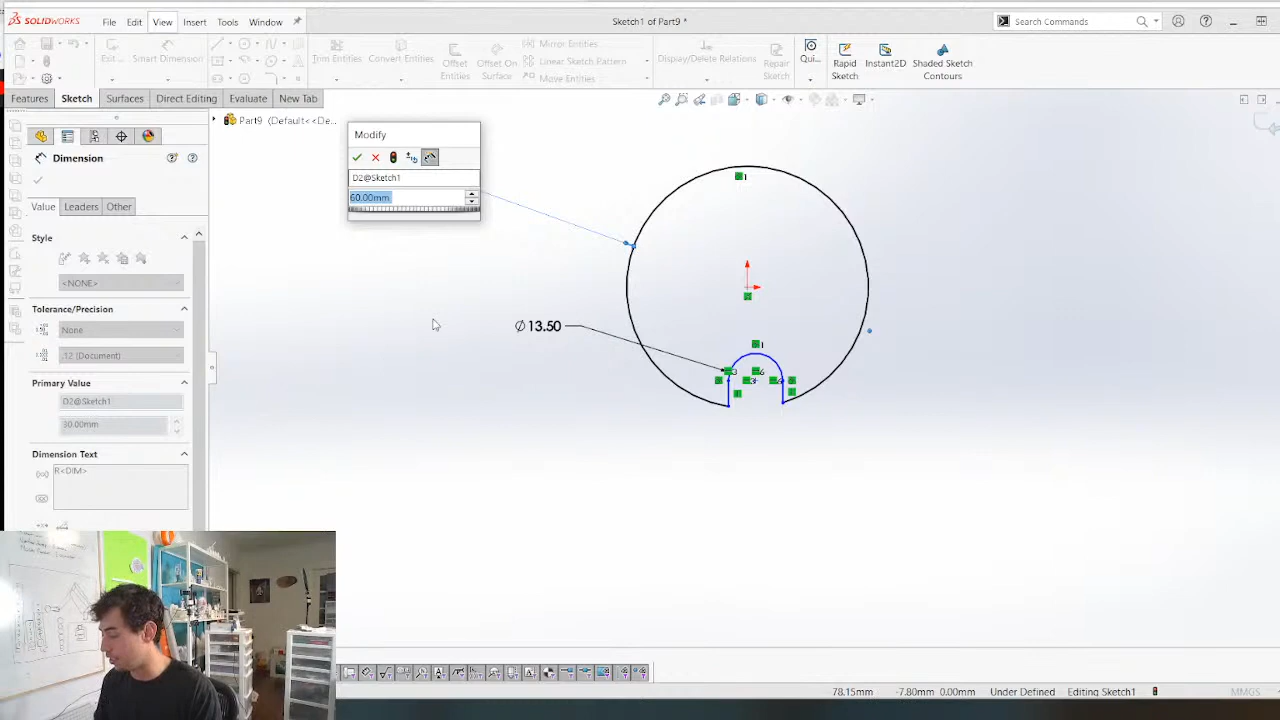 SOLIDWORKS File Edit View Insert Tools Window Sketch1 of Part9 * Search Commands
Exit ... Smart Dimension Trim Entities Convert Entities Offset Entities Offset On Surface Mirror Entities Display/Delete Relations Repair Sketch Qui... Rapid Sketch Instant2D Shaded Sketch Contours
Linear Sketch Pattern
Move Entities
Features Sketch Surfaces Direct Editing Evaluate New Tab
Part9 (Default<<De...
Modify
Dimension
D2@Sketch1
60.00mm
Value Leaders Other
Style
<NONE>
Tolerance/Precision
None
.12 (Document)
Primary Value
D2@Sketch1
30.00mm
Dimension Text
R<DIM>
∅ 13.50
78.15mm -7.80mm 0.00mm Under Defined Editing Sketch1 MMGS